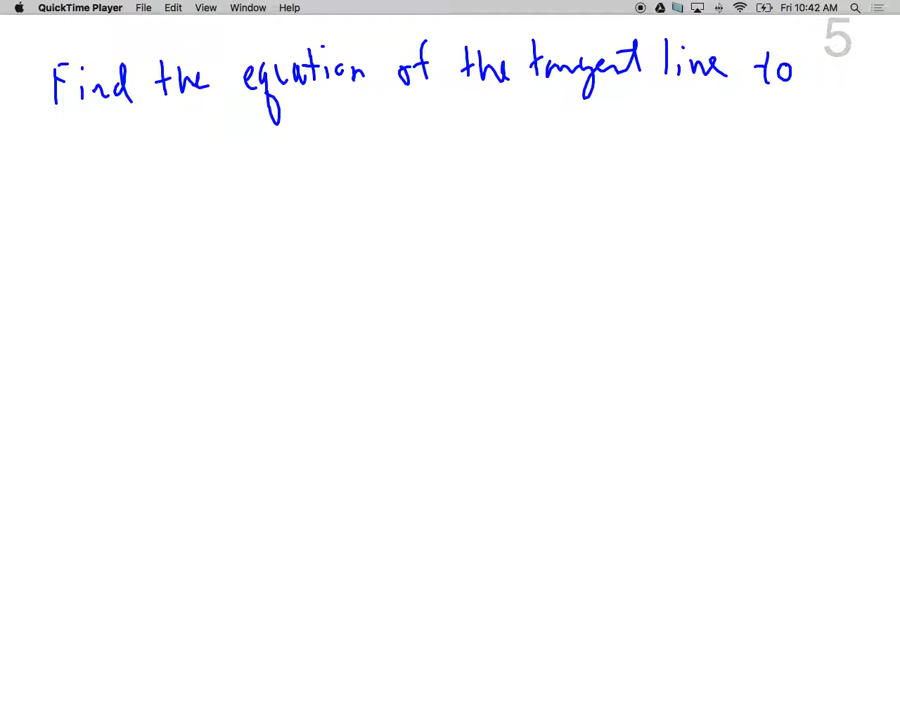 QuickTime Player File Edit View Window Help Fri 10:42 AM
5
Find the equation of the tangent line to